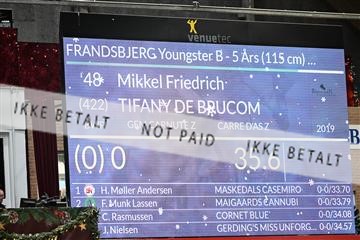 venuetec
FRANDSBJERG Youngster B - 5 Års (115 cm) ...
48 Mikkel Friedrich
(422) TIFANY DE BRUCOM
CARRE D'AS Z 2019
IKKE BETALT NOT PAID IKKE BETALT
(0) 0 35.6
1 H. Møller Andersen MASKEDALS CASEMIRO 0-0/33.70
2 F. Munk Lassen MAIGAARDS CANNUBI 0-0/33.79
3 C. Rasmussen CORNET BLUE 0-0/34.08
4 J. Nielsen GERDING'S MISS UNFORG... 0-0/34.57